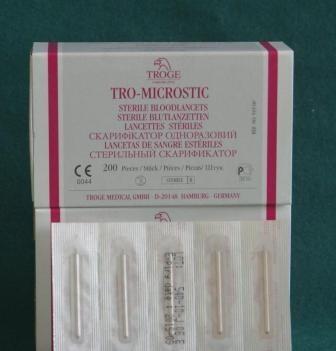 TROGE
TRO-MICROSTIC
STERILE BLOODLANCETS
STERILE BLUTLANZETTEN
LANCETTES STÉRILES
СКАРИФІКАТОР ОДНОРАЗОВИЙ
LANCETAS DE SANGRE ESTÉRILES
СТЕРИЛЬНЫЙ СКАРИФИКАТОР
CE 200 Pieces / Stück / Pièces / Piezas/ Штук
0044
STERILE R
TROGE MEDICAL GMBH · D-20148 HAMBURG · GERMANY